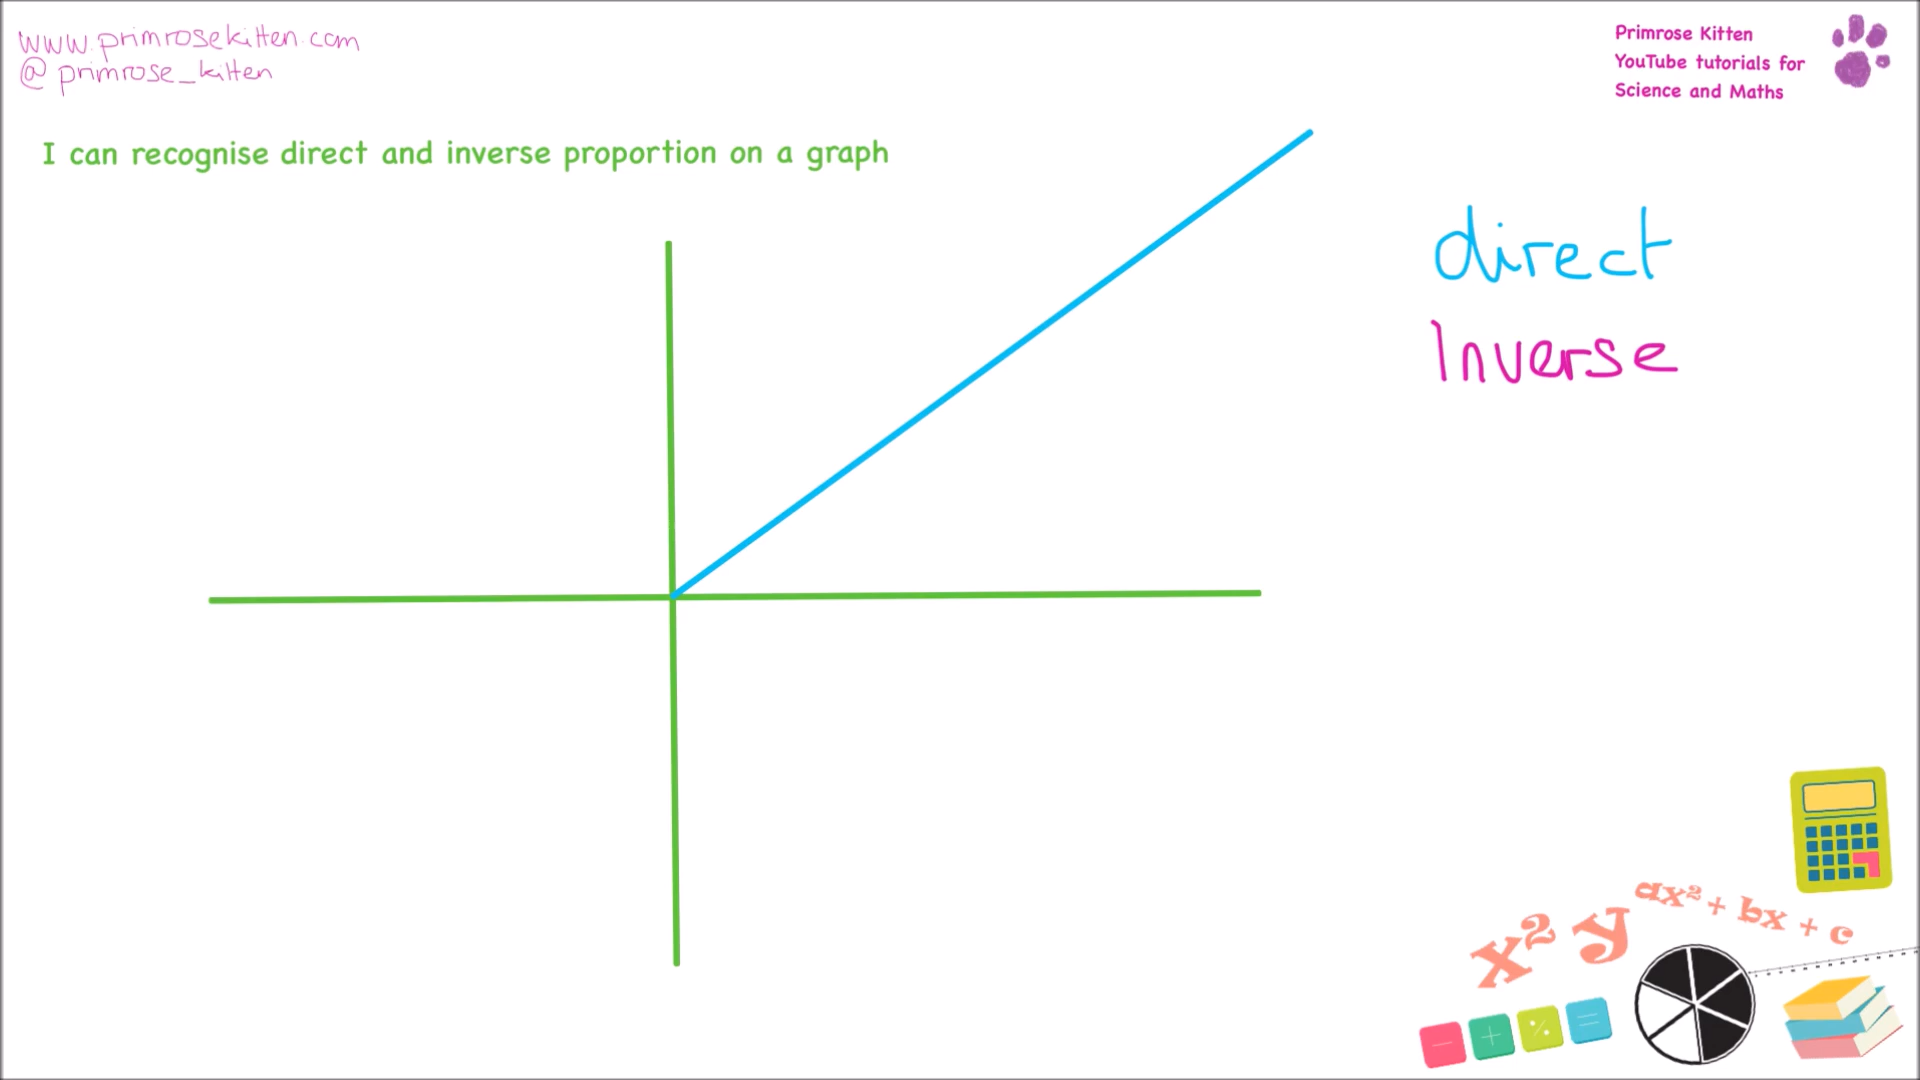 www.primrosekitten.com
@primrose_kitten
Primrose Kitten
YouTube tutorials for
Science and Maths
I can recognise direct and inverse proportion on a graph
direct
Inverse
ax² + bx + c
x² y
− + % =